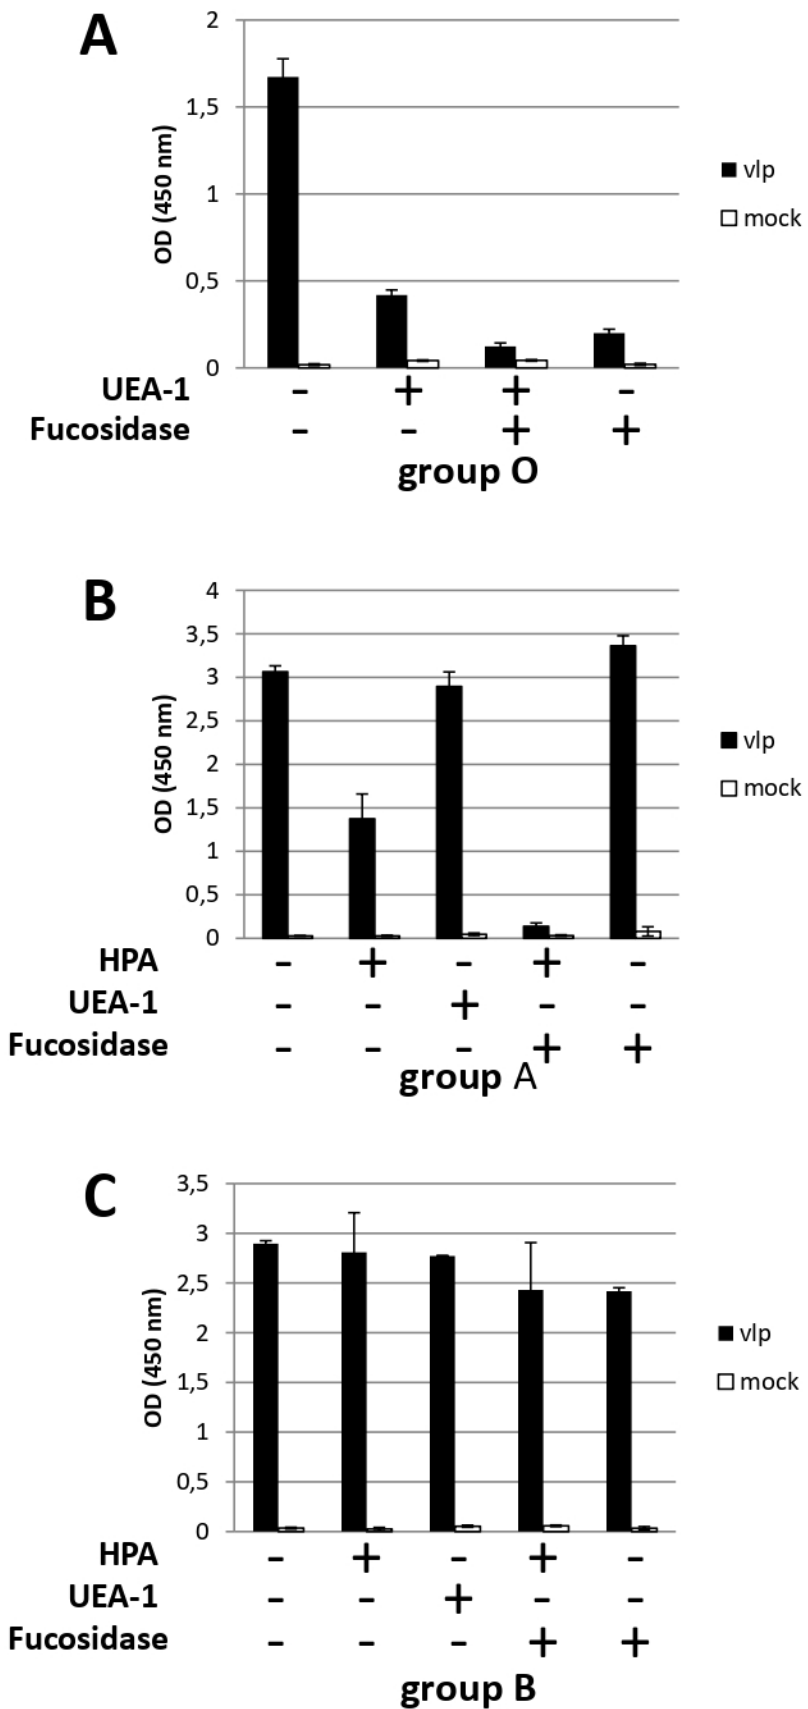 A
OD (450 nm)
2
1,5
1
0,5
0
vlp
mock
UEA-1 - + + -
Fucosidase - - + +
group O
B
OD (450 nm)
4
3,5
3
2,5
2
1,5
1
0,5
0
vlp
mock
HPA - + - + -
UEA-1 - - + - -
Fucosidase - - - + +
group A
C
OD (450 nm)
3,5
3
2,5
2
1,5
1
0,5
0
vlp
mock
HPA - + - + -
UEA-1 - - + - -
Fucosidase - - - + +
group B